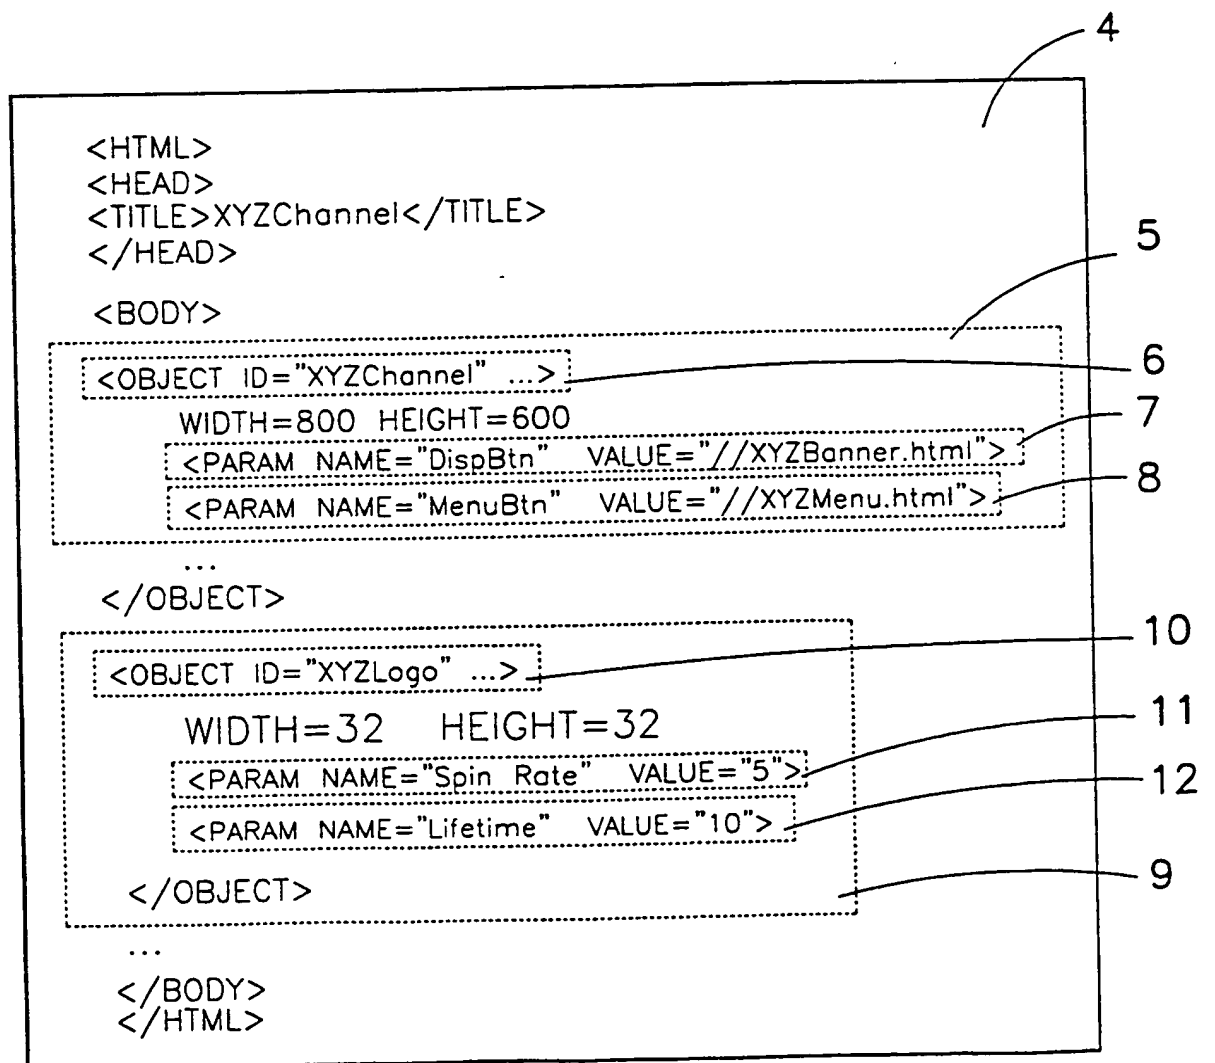 4
<HTML>
<HEAD>
<TITLE>XYZChannel</TITLE>
</HEAD>
5
<BODY>
<OBJECT ID="XYZChannel" ...>
6
WIDTH=800 HEIGHT=600
7
<PARAM NAME="DispBtn" VALUE="//XYZBanner.html">
8
<PARAM NAME="MenuBtn" VALUE="//XYZMenu.html">
...
</OBJECT>
10
<OBJECT ID="XYZLogo" ...>
11
WIDTH=32 HEIGHT=32
<PARAM NAME="Spin Rate" VALUE="5">
12
<PARAM NAME="Lifetime" VALUE="10">
9
</OBJECT>
...
</BODY>
</HTML>